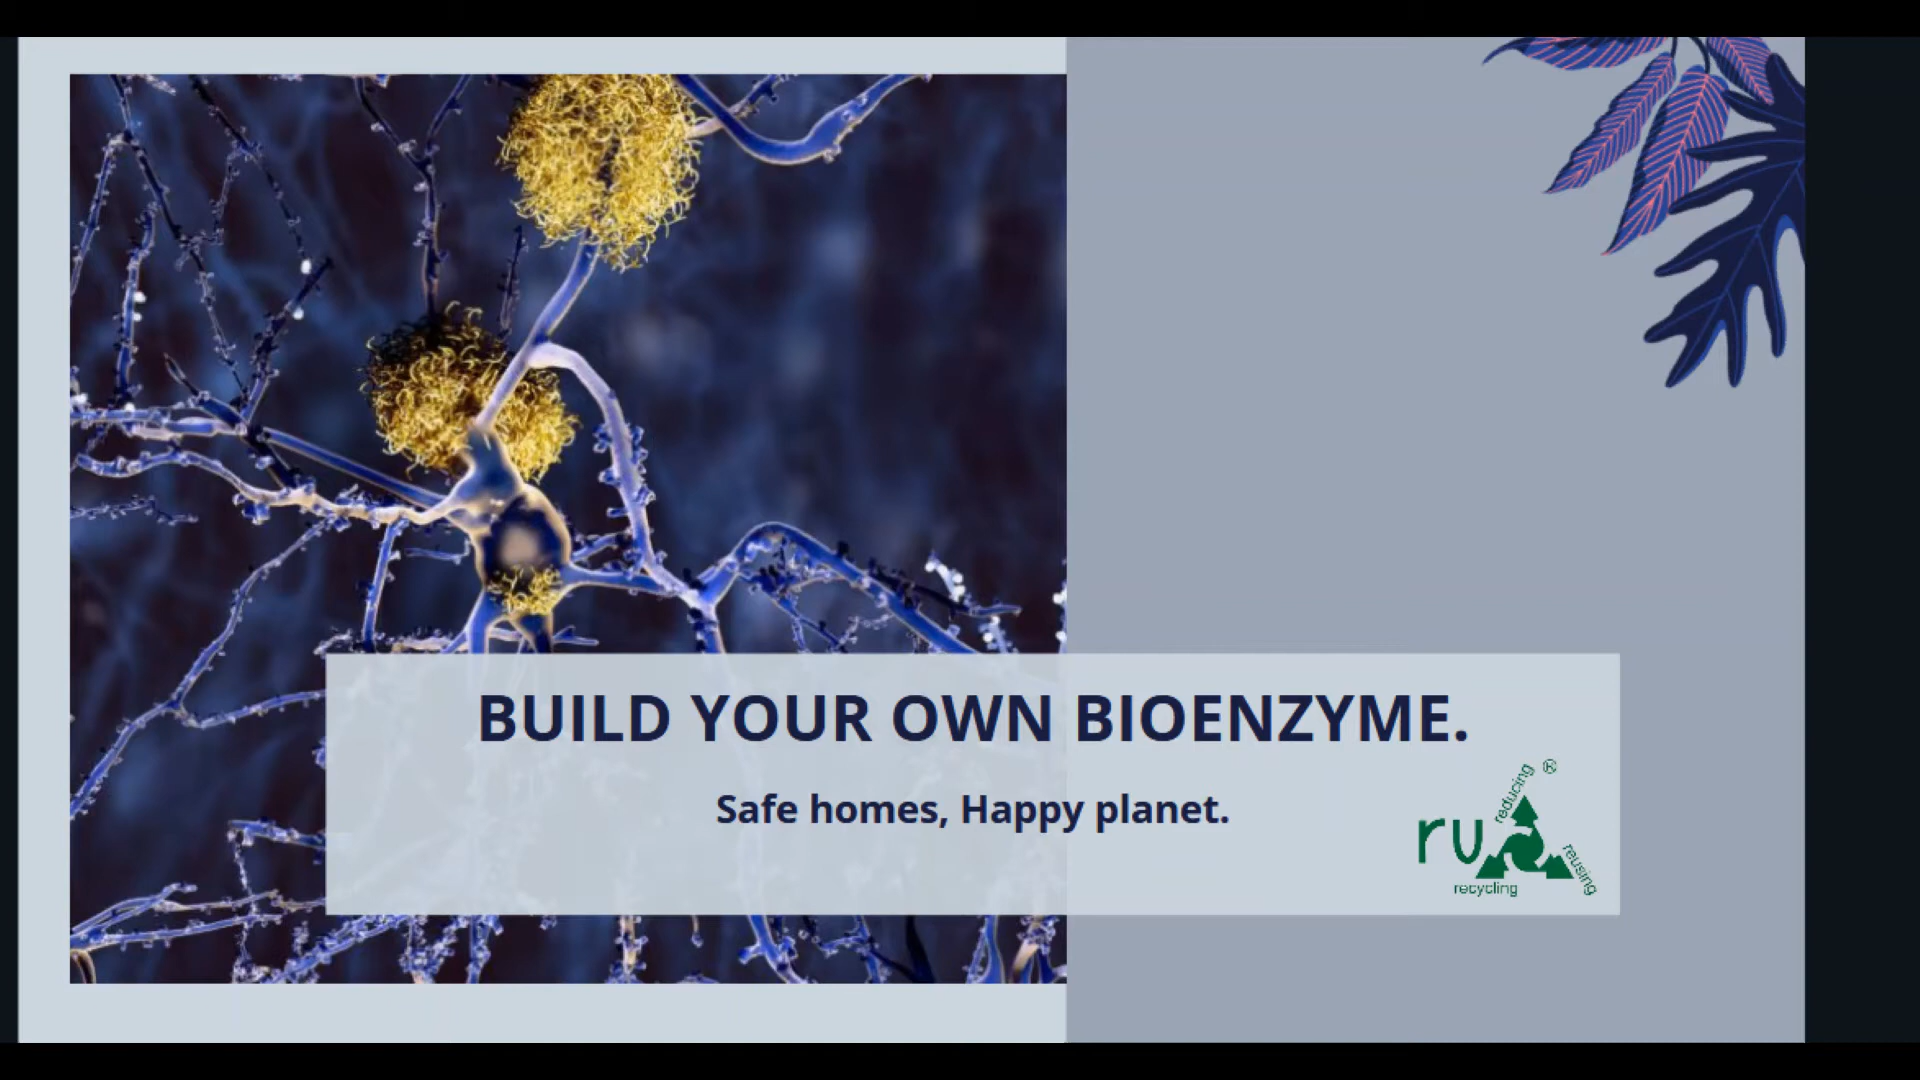 BUILD YOUR OWN BIOENZYME.
Safe homes, Happy planet.
reducing ®
ru
reusing
recycling